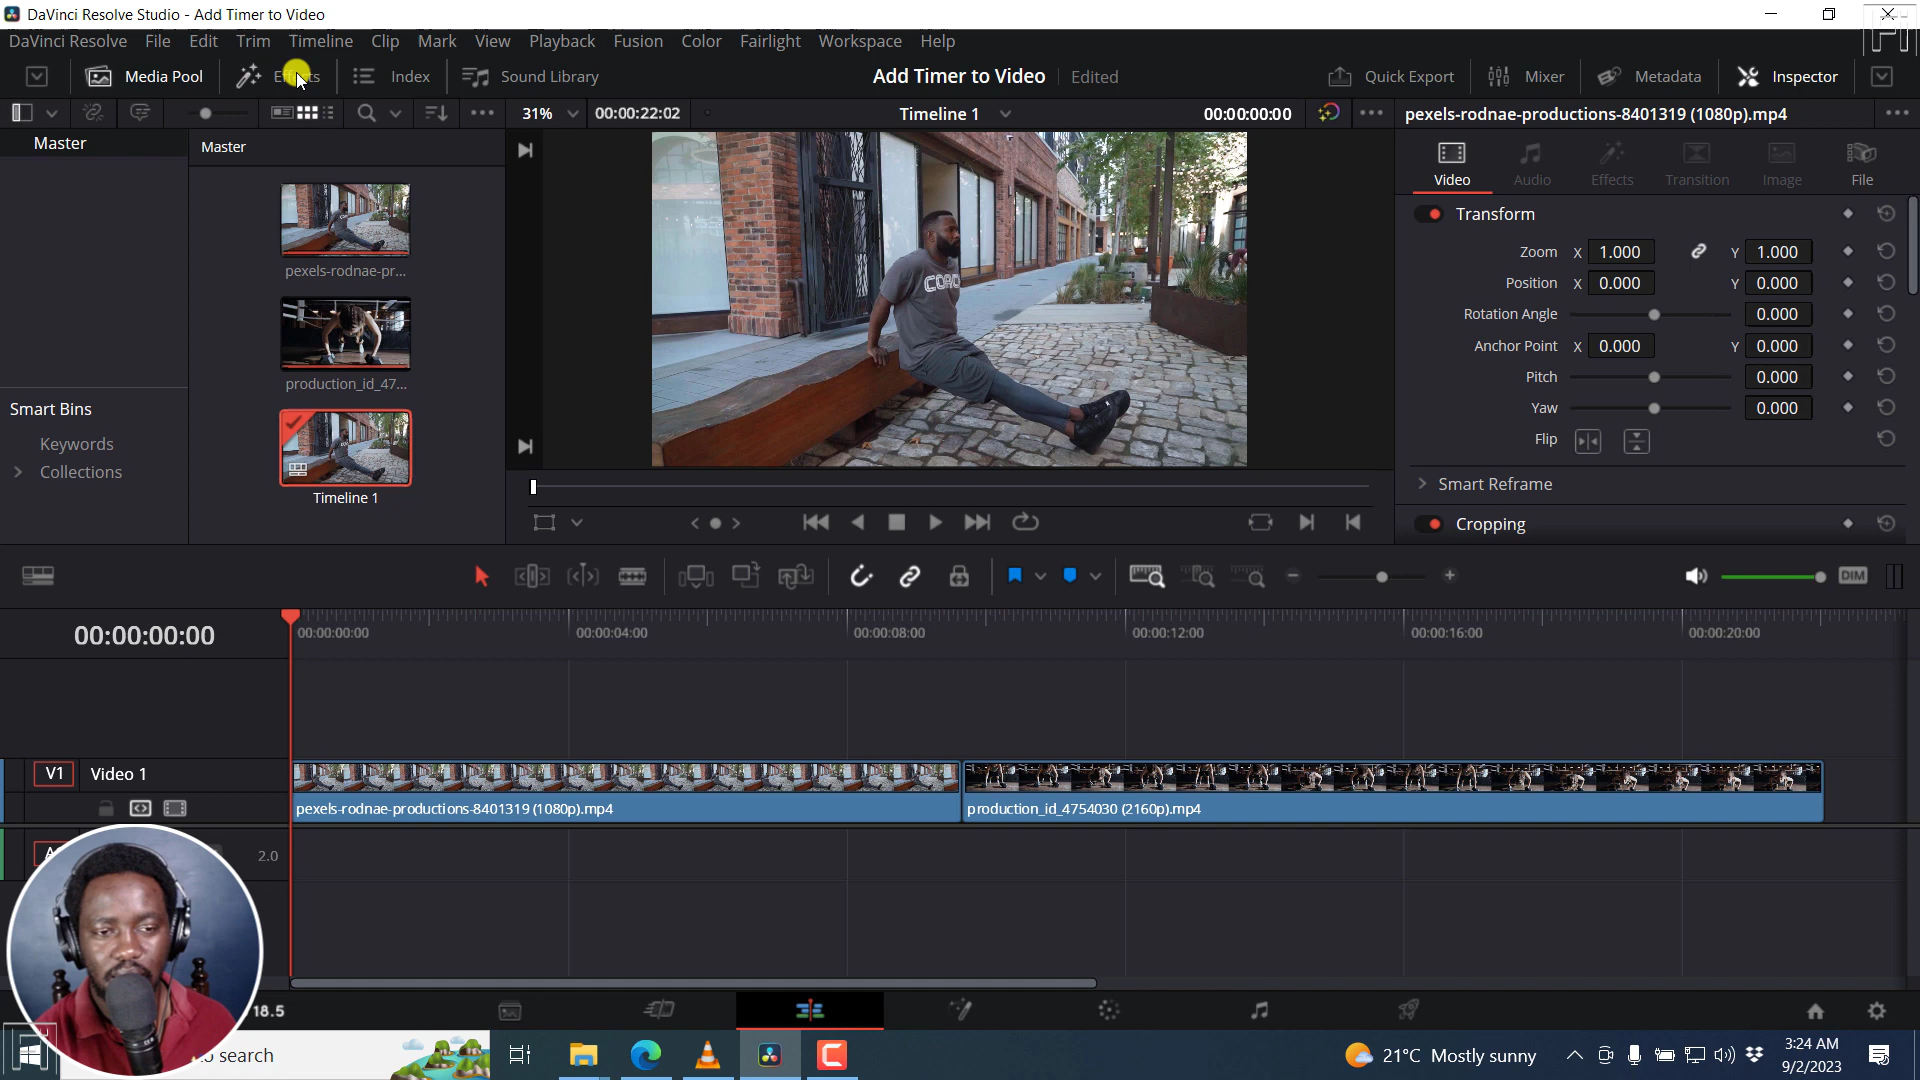 DaVinci Resolve Studio - Add Timer to Video
DaVinci Resolve File Edit Trim Timeline Clip Mark View Playback Fusion Color Fairlight Workspace Help
Media Pool Effects Index Sound Library Add Timer to Video Edited Quick Export Mixer Metadata Inspector
31% 00:00:22:02 Timeline 1 00:00:00:00 pexels-rodnae-productions-8401319 (1080p).mp4
Master Master
Video Audio Effects Transition Image File
Transform
Zoom X 1.000 Y 1.000
Position X 0.000 Y 0.000
pexels-rodnae-pr...
Rotation Angle 0.000
Anchor Point X 0.000 Y 0.000
Pitch 0.000
production_id_47...
Yaw 0.000
Smart Bins
Flip
Keywords
Collections
Smart Reframe
Timeline 1
Cropping
DIM
00:00:00:00 00:00:00:00 00:00:04:00 00:00:08:00 00:00:12:00 00:00:16:00 00:00:20:00
V1 Video 1
pexels-rodnae-productions-8401319 (1080p).mp4 production_id_4754030 (2160p).mp4
2.0
18.5
search
21°C Mostly sunny
3:24 AM
9/2/2023